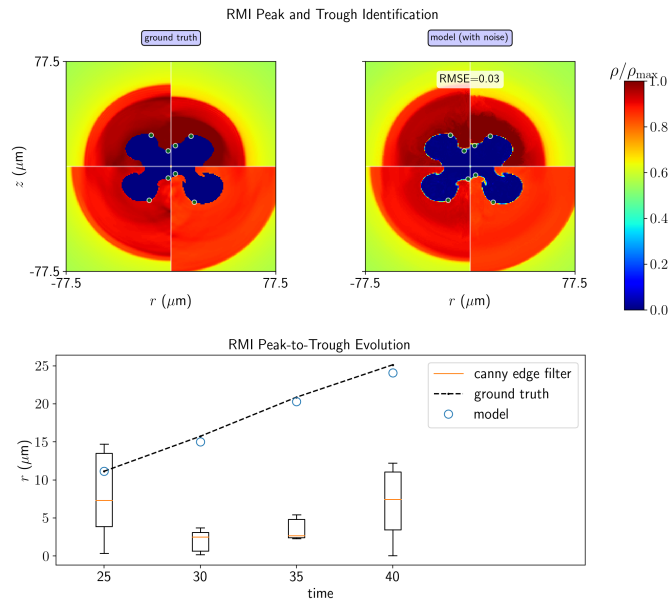 RMI Peak and Trough Identification
ground truth
model (with noise)
77.5
z (μm)
-77.5
-77.5
77.5
r (μm)
RMSE=0.03
-77.5
77.5
r (μm)
ρ/ρmax
1.0
0.8
0.6
0.4
0.2
0.0
RMI Peak-to-Trough Evolution
r (μm)
25
20
15
10
5
0
canny edge filter
ground truth
model
25
30
35
40
time